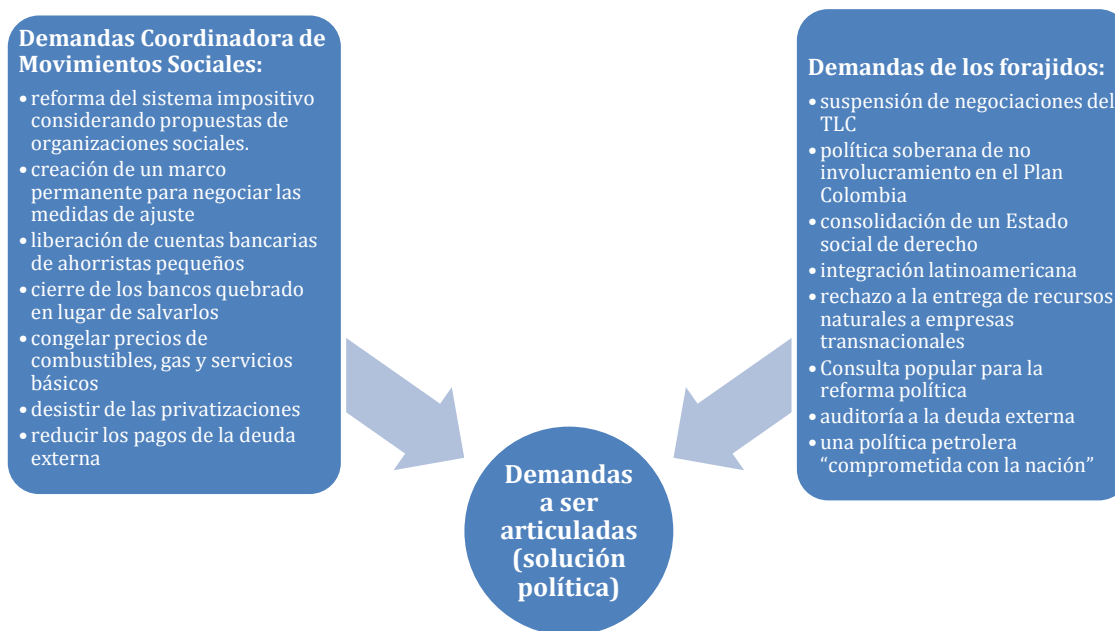 Demandas Coordinadora de
Movimientos Sociales:
• reforma del sistema impositivo
considerando propuestas de
organizaciones sociales.
• creación de un marco
permanente para negociar las
medidas de ajuste
• liberación de cuentas bancarias
de ahorristas pequeños
• cierre de los bancos quebrado
en lugar de salvarlos
• congelar precios de
combustibles, gas y servicios
básicos
• desistir de las privatizaciones
• reducir los pagos de la deuda
externa
Demandas de los forajidos:
• suspensión de negociaciones del
TLC
• política soberana de no
involucramiento en el Plan
Colombia
• consolidación de un Estado
social de derecho
• integración latinoamericana
• rechazo a la entrega de recursos
naturales a empresas
transnacionales
• Consulta popular para la
reforma política
• auditoría a la deuda externa
• una política petrolera
“comprometida con la nación”
Demandas
a ser
articuladas
(solución
política)